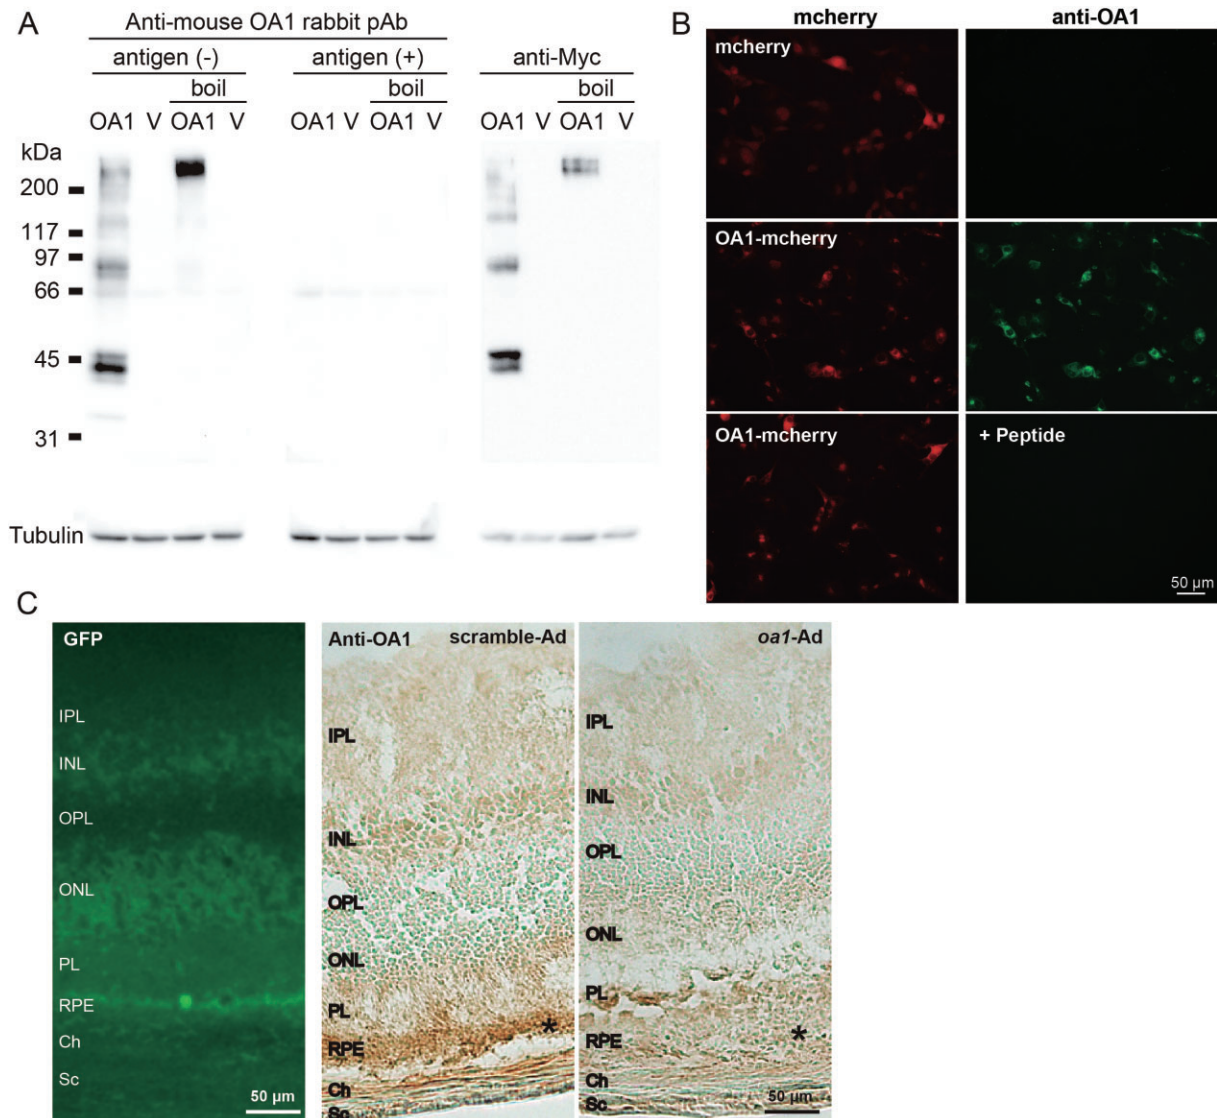 A
Anti-mouse OA1 rabbit pAb
antigen (-)
antigen (+)
anti-Myc
boil
boil
boil
OA1 V OA1 V
OA1 V OA1 V
OA1 V OA1 V
kDa
200
117
97
66
45
31
Tubulin
B
mcherry
anti-OA1
mcherry
OA1-mcherry
OA1-mcherry
+ Peptide
50 µm
C
GFP
IPL
INL
OPL
ONL
PL
RPE
Ch
Sc
50 µm
Anti-OA1
scramble-Ad
IPL
INL
OPL
ONL
PL
RPE
*
Ch
Sc
oa1-Ad
IPL
INL
OPL
ONL
PL
RPE
*
Ch
Sc
50 µm